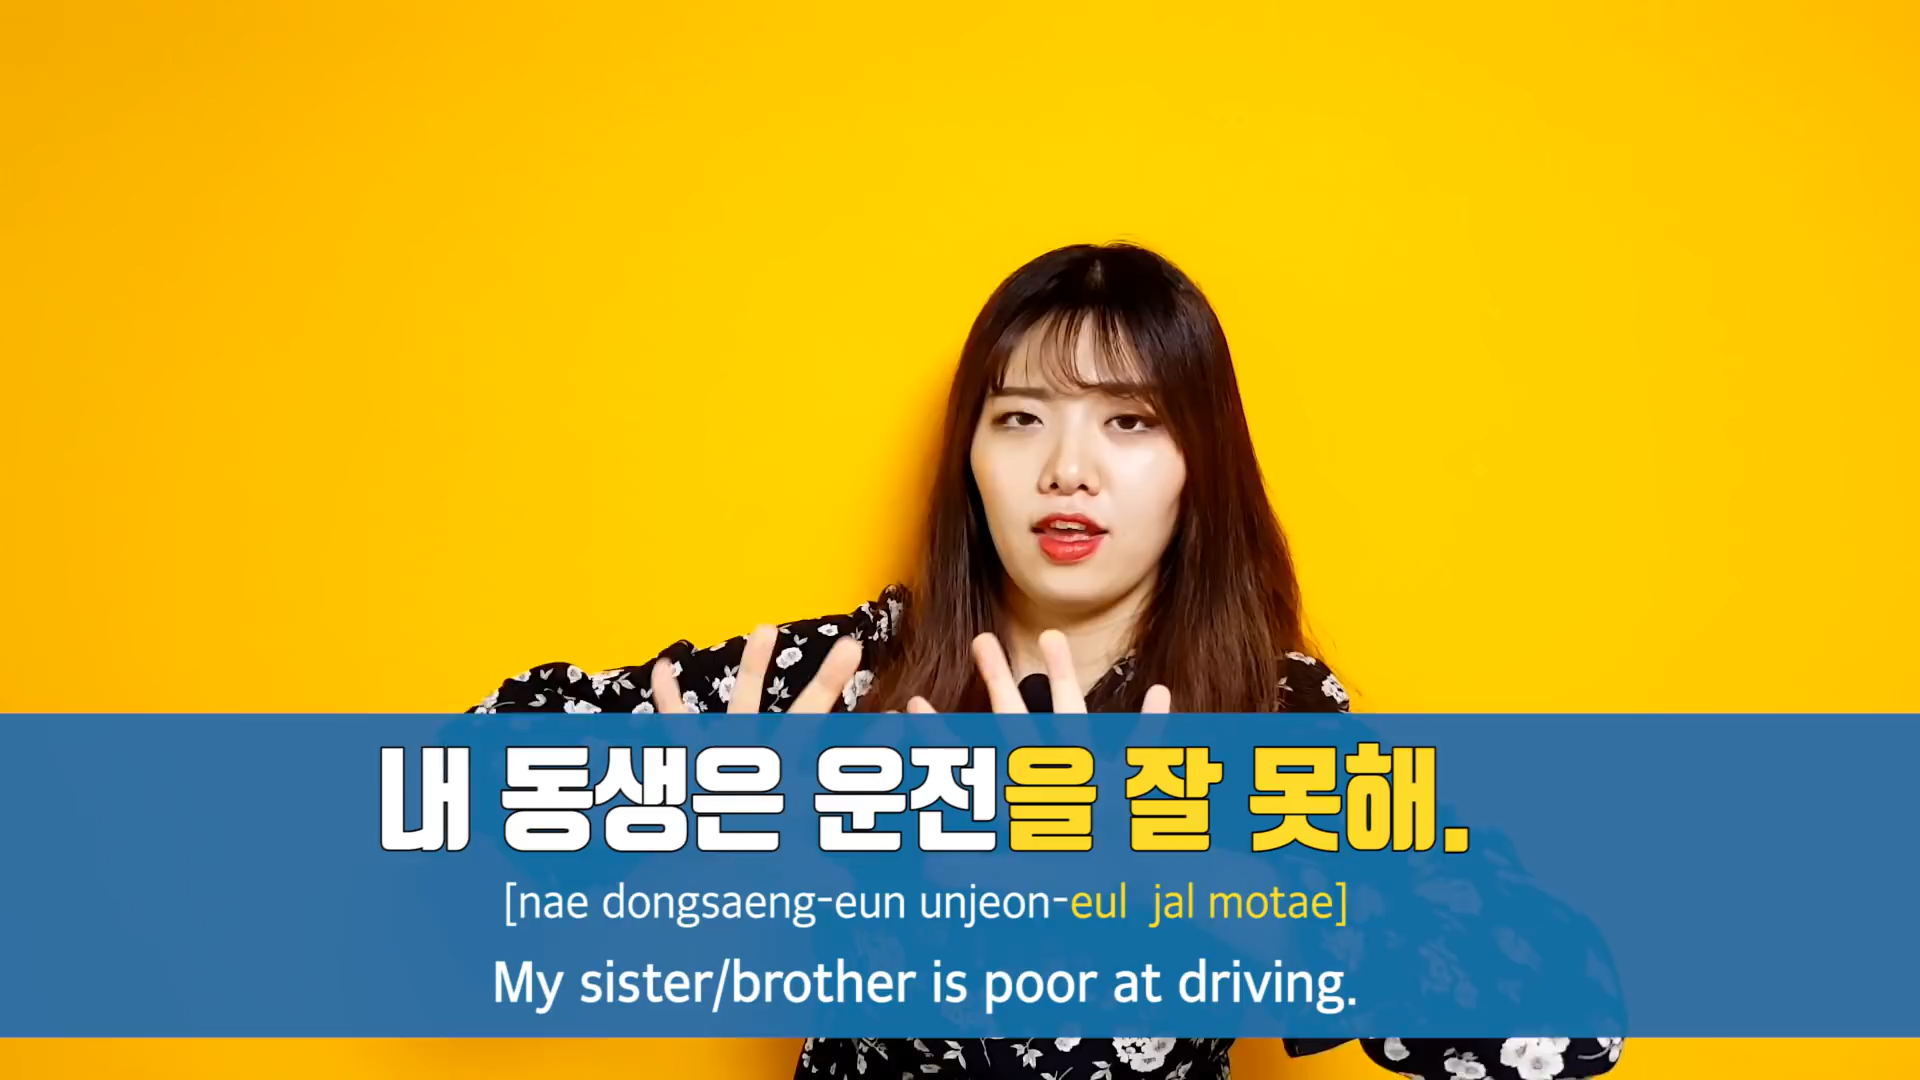 내 동생은 운전을 잘 못해.
[nae dongsaeng-eun unjeon-eul jal motae]
My sister/brother is poor at driving.